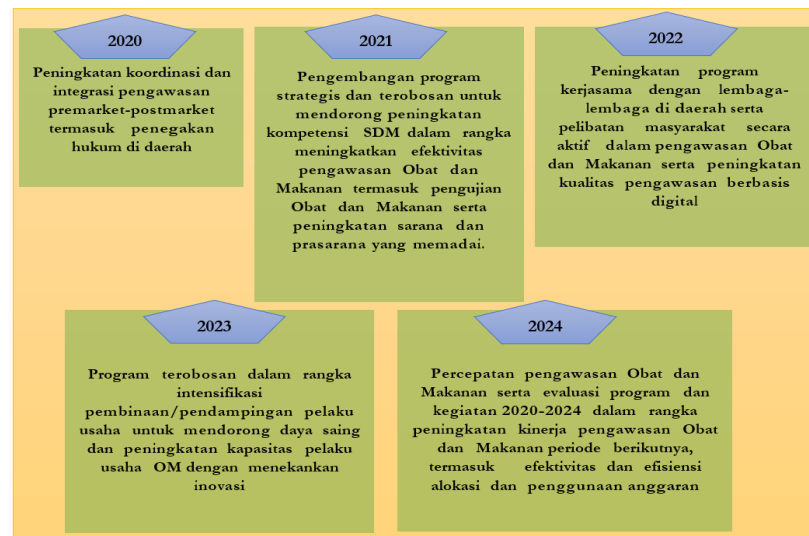 2020
Peningkatan koordinasi dan
integrasi pengawasan
premarket-postmarket
termasuk penegakan
hukum di daerah
2021
Pengembangan program
strategis dan terobosan untuk
mendorong peningkatan
kompetensi SDM dalam rangka
meningkatkan efektivitas
pengawasan Obat dan
Makanan termasuk pengujian
Obat dan Makanan serta
peningkatan sarana dan
prasarana yang memadai.
2022
Peningkatan program
kerjasama dengan lembaga-
lembaga di daerah serta
pelibatan masyarakat secara
aktif dalam pengawasan Obat
dan Makanan serta peningkatan
kualitas pengawasan berbasis
digital
2023
Program terobosan dalam rangka
intensifikasi
pembinaan/pendampingan pelaku
usaha untuk mendorong daya saing
dan peningkatan kapasitas pelaku
usaha OM dengan menekankan
inovasi
2024
Percepatan pengawasan Obat dan
Makanan serta evaluasi program dan
kegiatan 2020-2024 dalam rangka
peningkatan kinerja pengawasan Obat
dan Makanan periode berikutnya,
termasuk efektivitas dan efisiensi
alokasi dan penggunaan anggaran